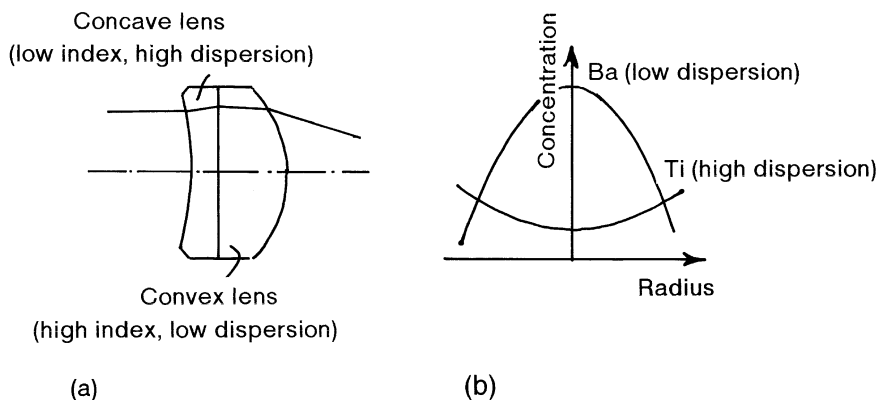 Concave lens
(low index, high dispersion)
Convex lens
(high index, low dispersion)
(a)
Concentration
Ba (low dispersion)
Ti (high dispersion)
Radius
(b)